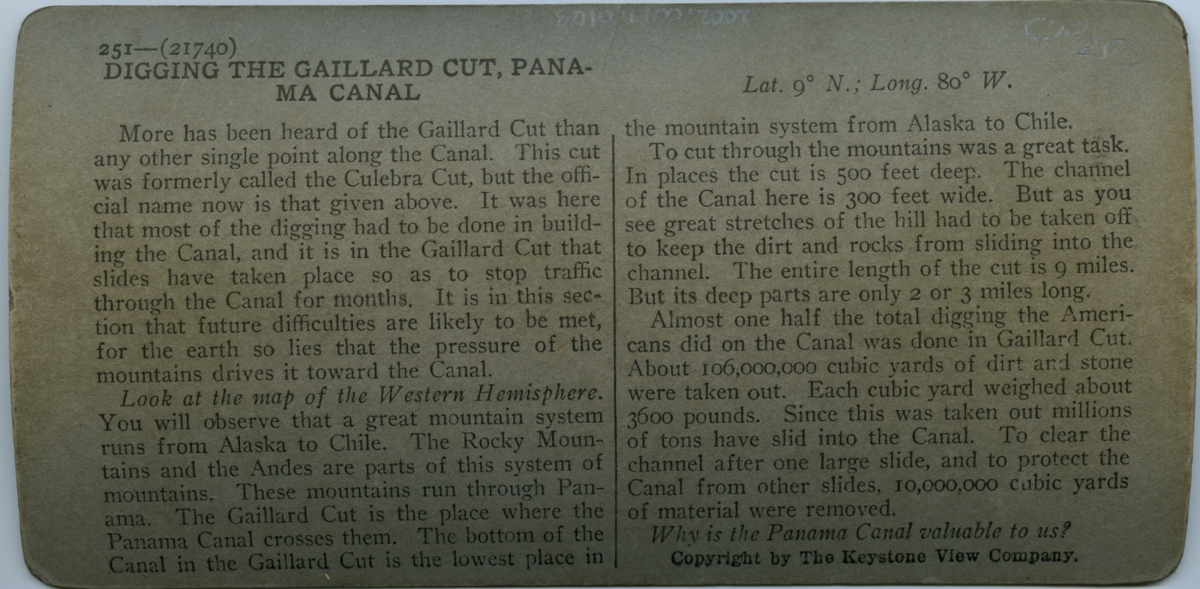 251—(21740)
DIGGING THE GAILLARD CUT, PANA-
MA CANAL
More has been heard of the Gaillard Cut than
any other single point along the Canal. This cut
was formerly called the Culebra Cut, but the offi-
cial name now is that given above. It was here
that most of the digging had to be done in build-
ing the Canal, and it is in the Gaillard Cut that
slides have taken place so as to stop traffic
through the Canal for months. It is in this sec-
tion that future difficulties are likely to be met,
for the earth so lies that the pressure of the
mountains drives it toward the Canal.
Look at the map of the Western Hemisphere.
You will observe that a great mountain system
runs from Alaska to Chile. The Rocky Moun-
tains and the Andes are parts of this system of
mountains. These mountains run through Pan-
ama. The Gaillard Cut is the place where the
Panama Canal crosses them. The bottom of the
Canal in the Gaillard Cut is the lowest place in
Lat. 9° N.; Long. 80° W.
the mountain system from Alaska to Chile.
To cut through the mountains was a great task.
In places the cut is 500 feet deep. The channel
of the Canal here is 300 feet wide. But as you
see great stretches of the hill had to be taken off
to keep the dirt and rocks from sliding into the
channel. The entire length of the cut is 9 miles.
But its deep parts are only 2 or 3 miles long.
Almost one half the total digging the Ameri-
cans did on the Canal was done in Gaillard Cut.
About 106,000,000 cubic yards of dirt and stone
were taken out. Each cubic yard weighed about
3600 pounds. Since this was taken out millions
of tons have slid into the Canal. To clear the
channel after one large slide, and to protect the
Canal from other slides, 10,000,000 cubic yards
of material were removed.
Why is the Panama Canal valuable to us?
Copyright by The Keystone View Company.